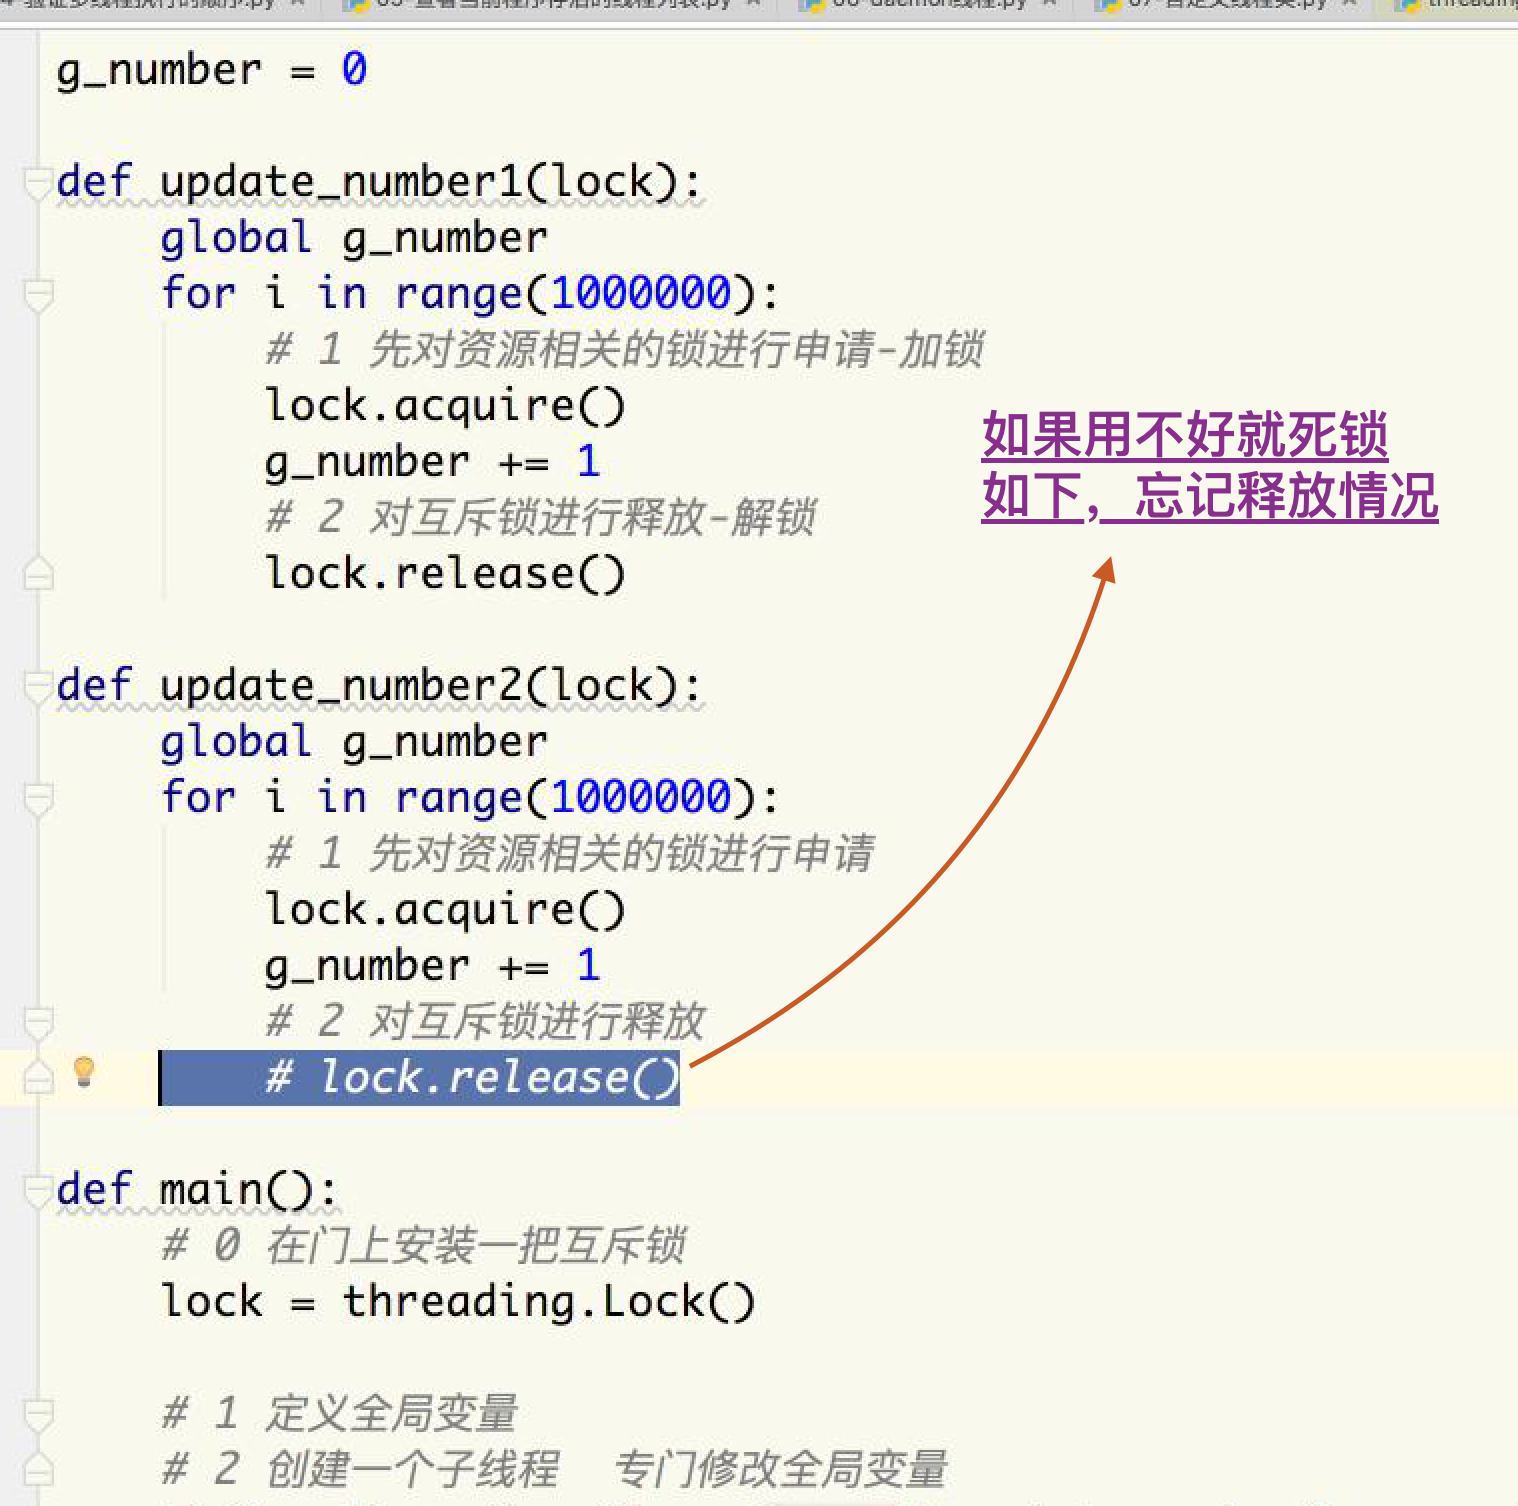 g_number = 0
def update_number1(lock):
global g_number
for i in range(1000000):
# 1 先对资源相关的锁进行申请-加锁
lock.acquire()
g_number += 1
# 2 对互斥锁进行释放-解锁
lock.release()
如果用不好就死锁
如下，忘记释放情况
def update_number2(lock):
global g_number
for i in range(1000000):
# 1 先对资源相关的锁进行申请
lock.acquire()
g_number += 1
# 2 对互斥锁进行释放
# lock.release()
def main():
# 0 在门上安装一把互斥锁
lock = threading.Lock()
# 1 定义全局变量
# 2 创建一个子线程 专门修改全局变量